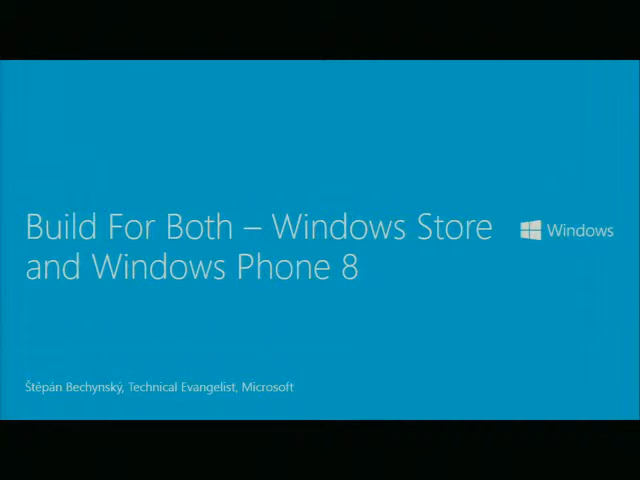 Build For Both – Windows Store
and Windows Phone 8
Windows
Štěpán Bechynský, Technical Evangelist, Microsoft